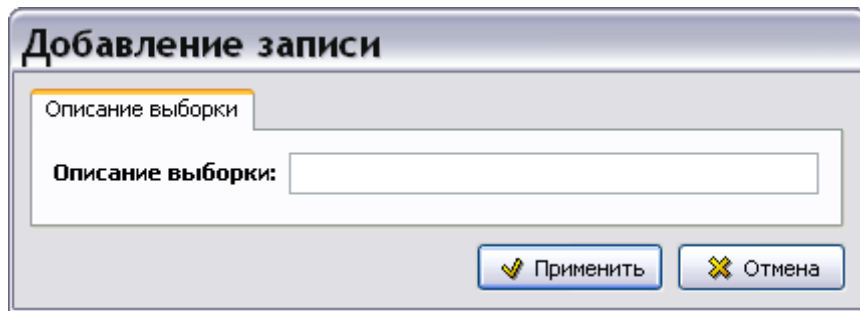 Добавление записи
Описание выборки
Описание выборки:
Применить
Отмена